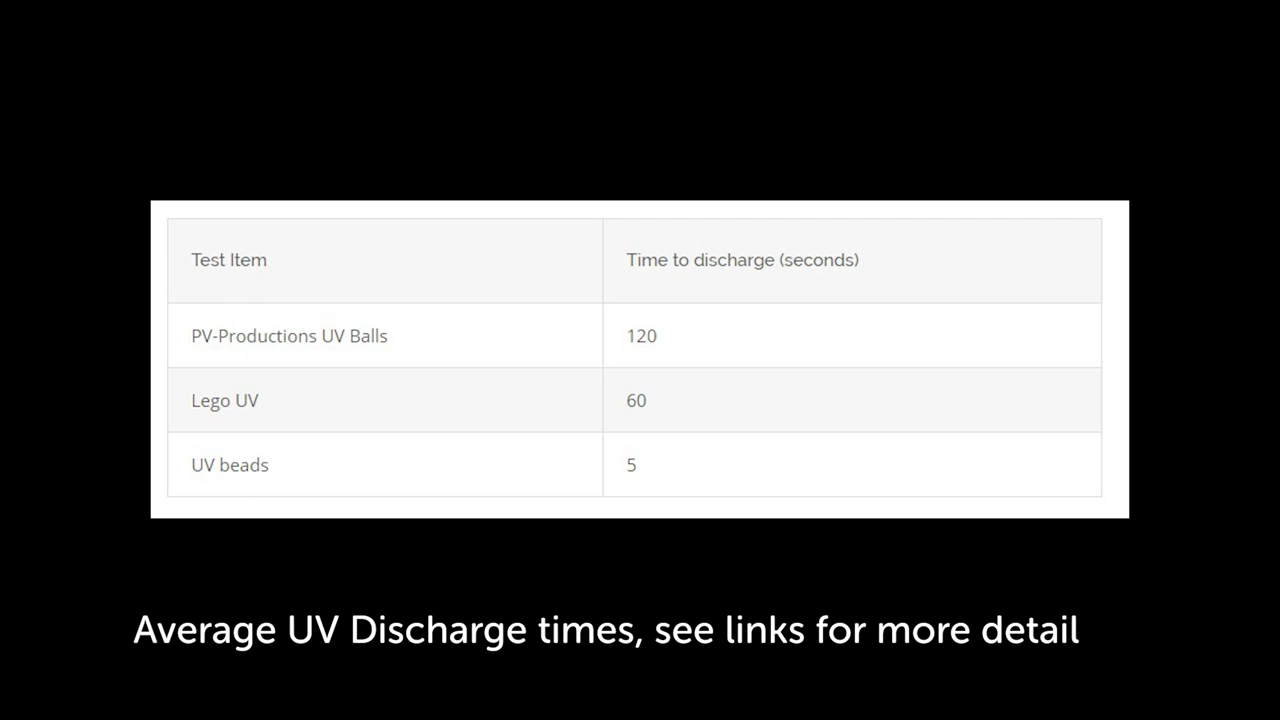 Test Item Time to discharge (seconds)
PV-Productions UV Balls 120
Lego UV 60
UV beads 5
Average UV Discharge times, see links for more detail